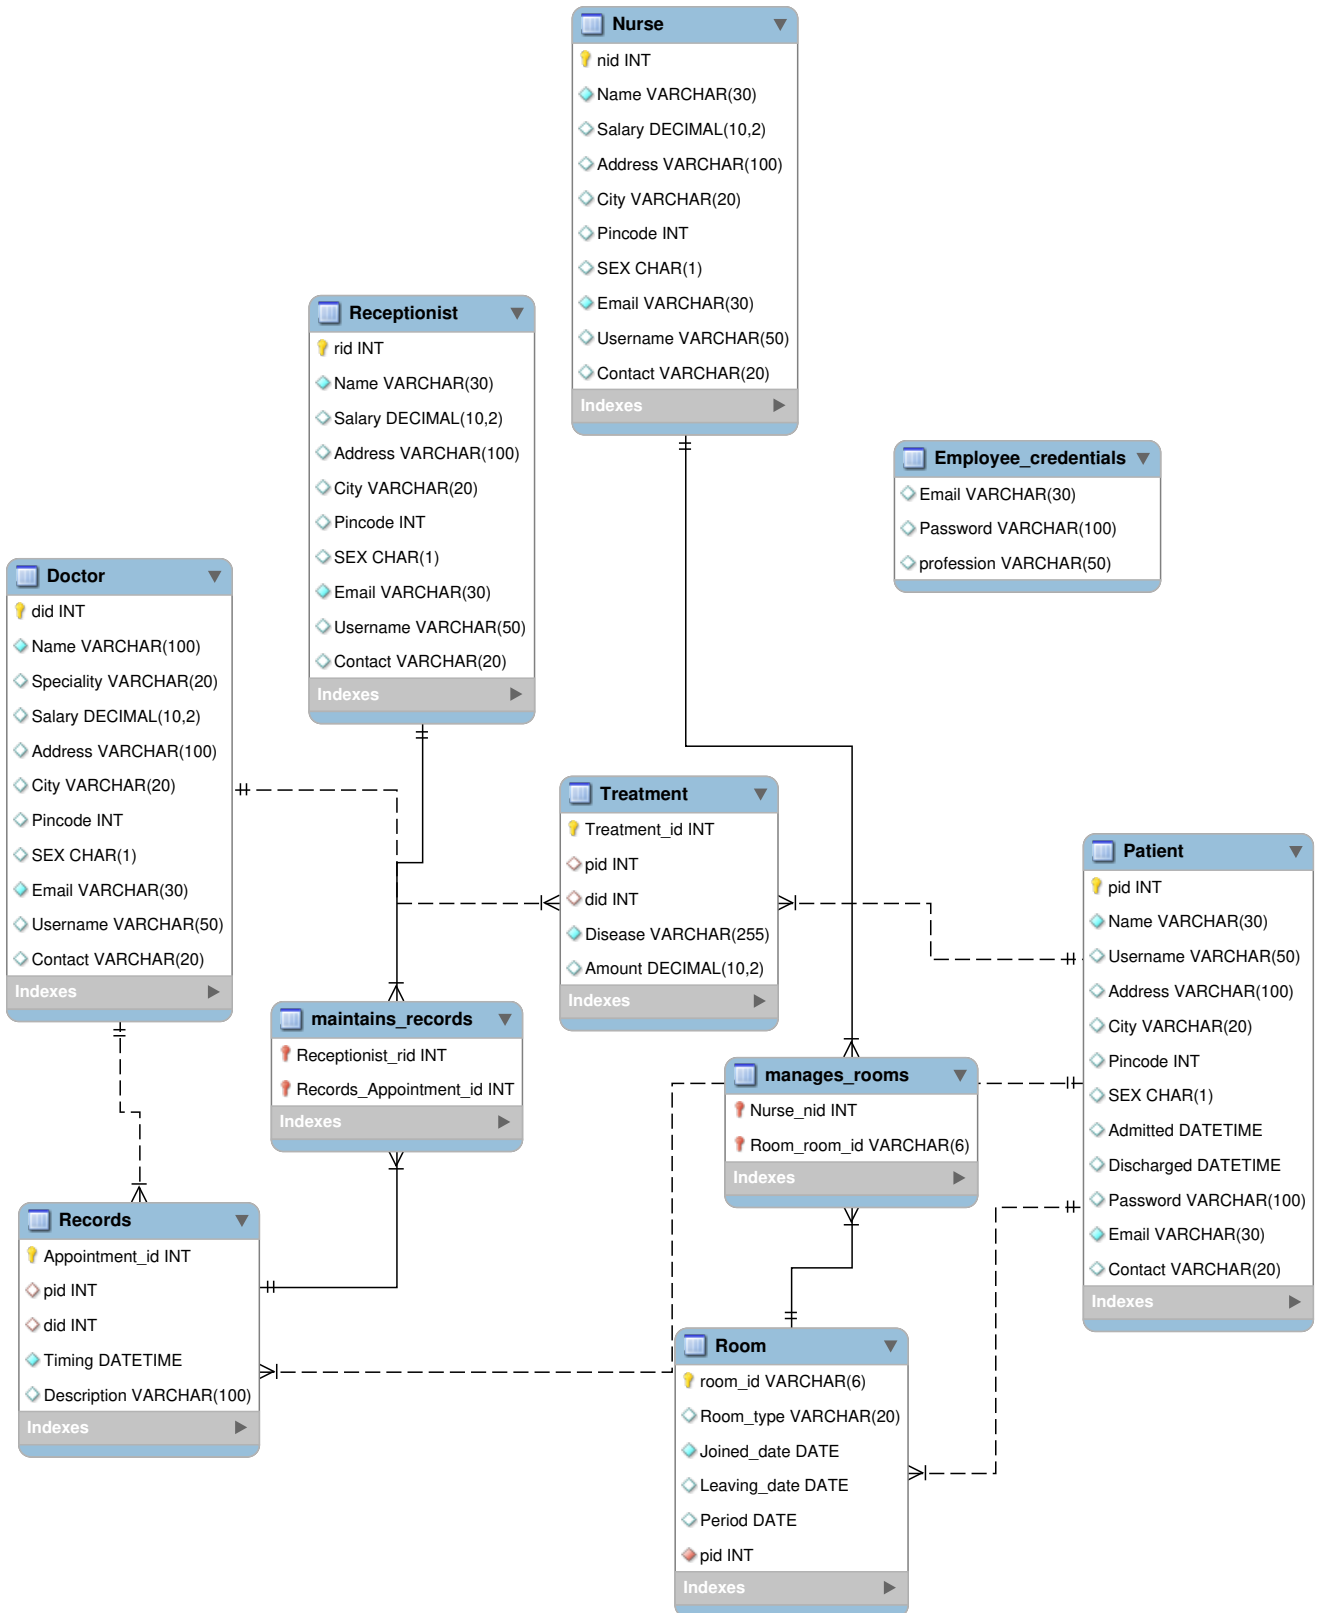 Nurse
nid INT
Name VARCHAR(30)
Salary DECIMAL(10,2)
Address VARCHAR(100)
City VARCHAR(20)
Pincode INT
SEX CHAR(1)
Email VARCHAR(30)
Username VARCHAR(50)
Contact VARCHAR(20)
Indexes
Receptionist
rid INT
Name VARCHAR(30)
Salary DECIMAL(10,2)
Address VARCHAR(100)
City VARCHAR(20)
Pincode INT
SEX CHAR(1)
Email VARCHAR(30)
Username VARCHAR(50)
Contact VARCHAR(20)
Indexes
Employee_credentials
Email VARCHAR(30)
Password VARCHAR(100)
profession VARCHAR(50)
Doctor
did INT
Name VARCHAR(100)
Speciality VARCHAR(20)
Salary DECIMAL(10,2)
Address VARCHAR(100)
City VARCHAR(20)
Pincode INT
SEX CHAR(1)
Email VARCHAR(30)
Username VARCHAR(50)
Contact VARCHAR(20)
Indexes
Treatment
Treatment_id INT
pid INT
did INT
Disease VARCHAR(255)
Amount DECIMAL(10,2)
Indexes
Patient
pid INT
Name VARCHAR(30)
Username VARCHAR(50)
Address VARCHAR(100)
City VARCHAR(20)
Pincode INT
SEX CHAR(1)
Admitted DATETIME
Discharged DATETIME
Password VARCHAR(100)
Email VARCHAR(30)
Contact VARCHAR(20)
Indexes
maintains_records
Receptionist_rid INT
Records_Appointment_id INT
Indexes
manages_rooms
Nurse_nid INT
Room_room_id VARCHAR(6)
Indexes
Records
Appointment_id INT
pid INT
did INT
Timing DATETIME
Description VARCHAR(100)
Indexes
Room
room_id VARCHAR(6)
Room_type VARCHAR(20)
Joined_date DATE
Leaving_date DATE
Period DATE
pid INT
Indexes